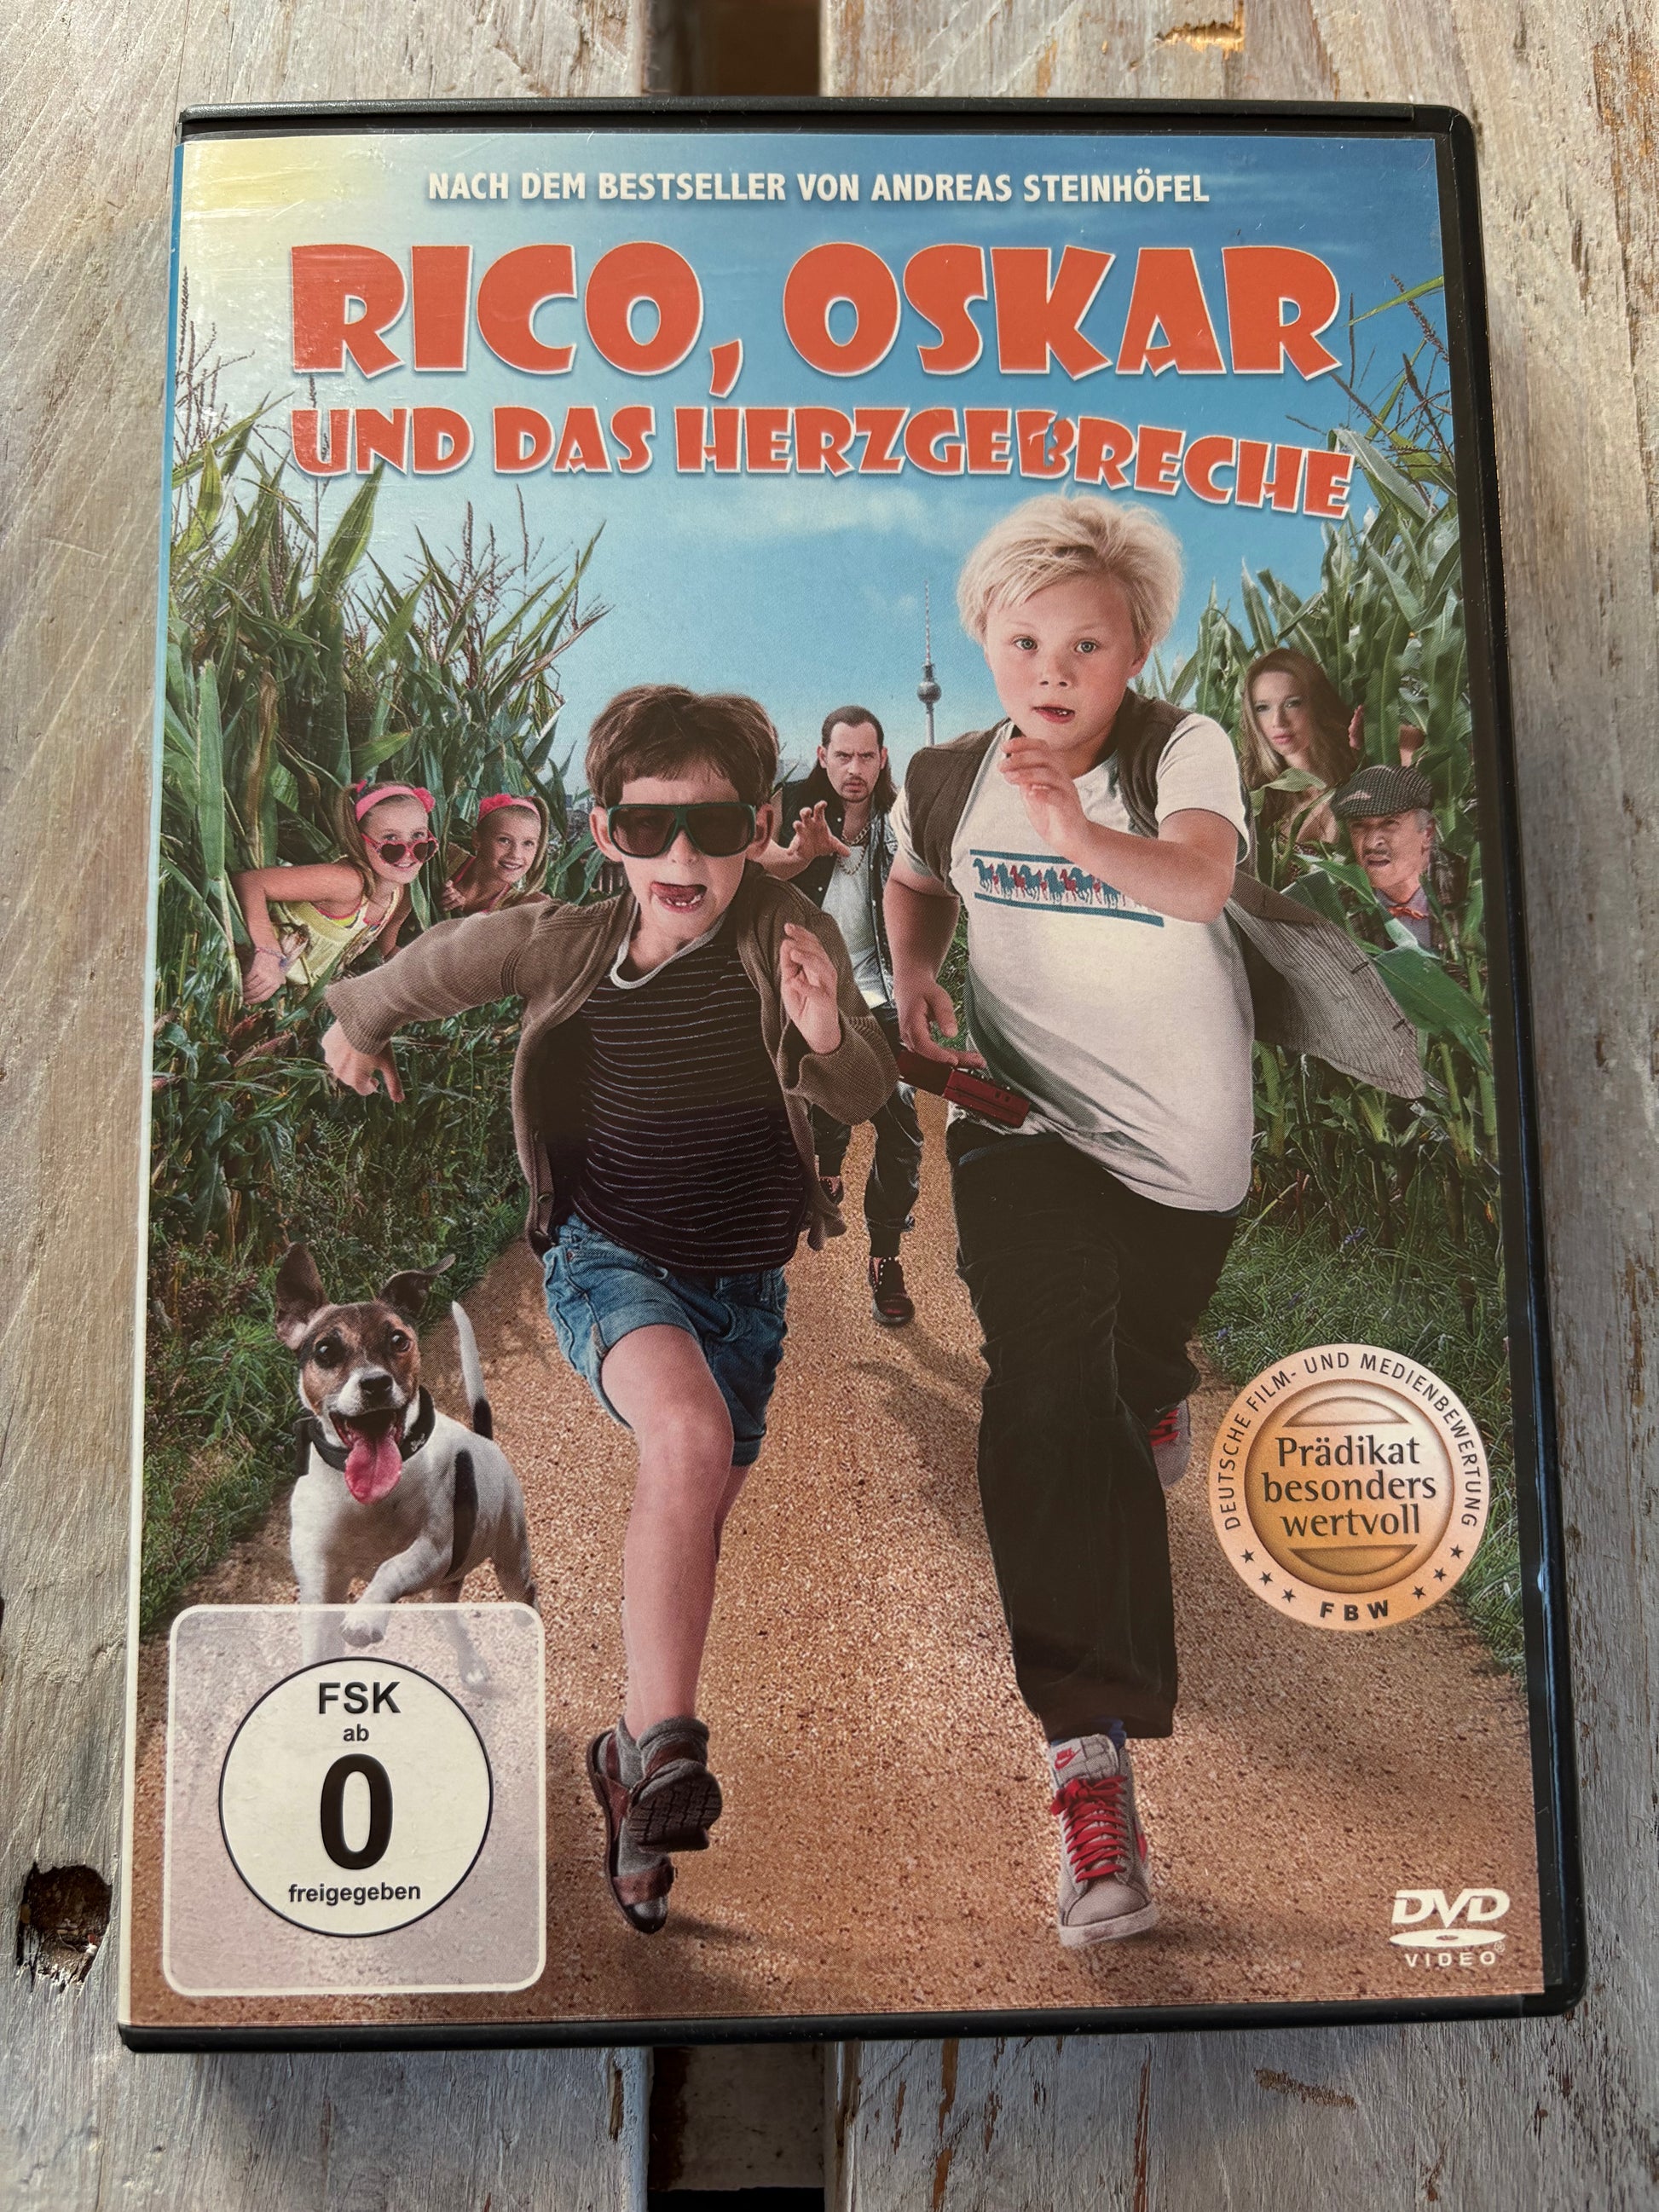 NACH DEM BESTSELLER VON ANDREAS STEINHÖFEL
RICO, OSKAR
UND DAS HERZGEBRECHE
DEUTSCHE FILM- UND MEDIENBEWERTUNG
Prädikat
besonders
wertvoll
FBW
FSK
ab
0
freigegeben
DVD
VIDEO